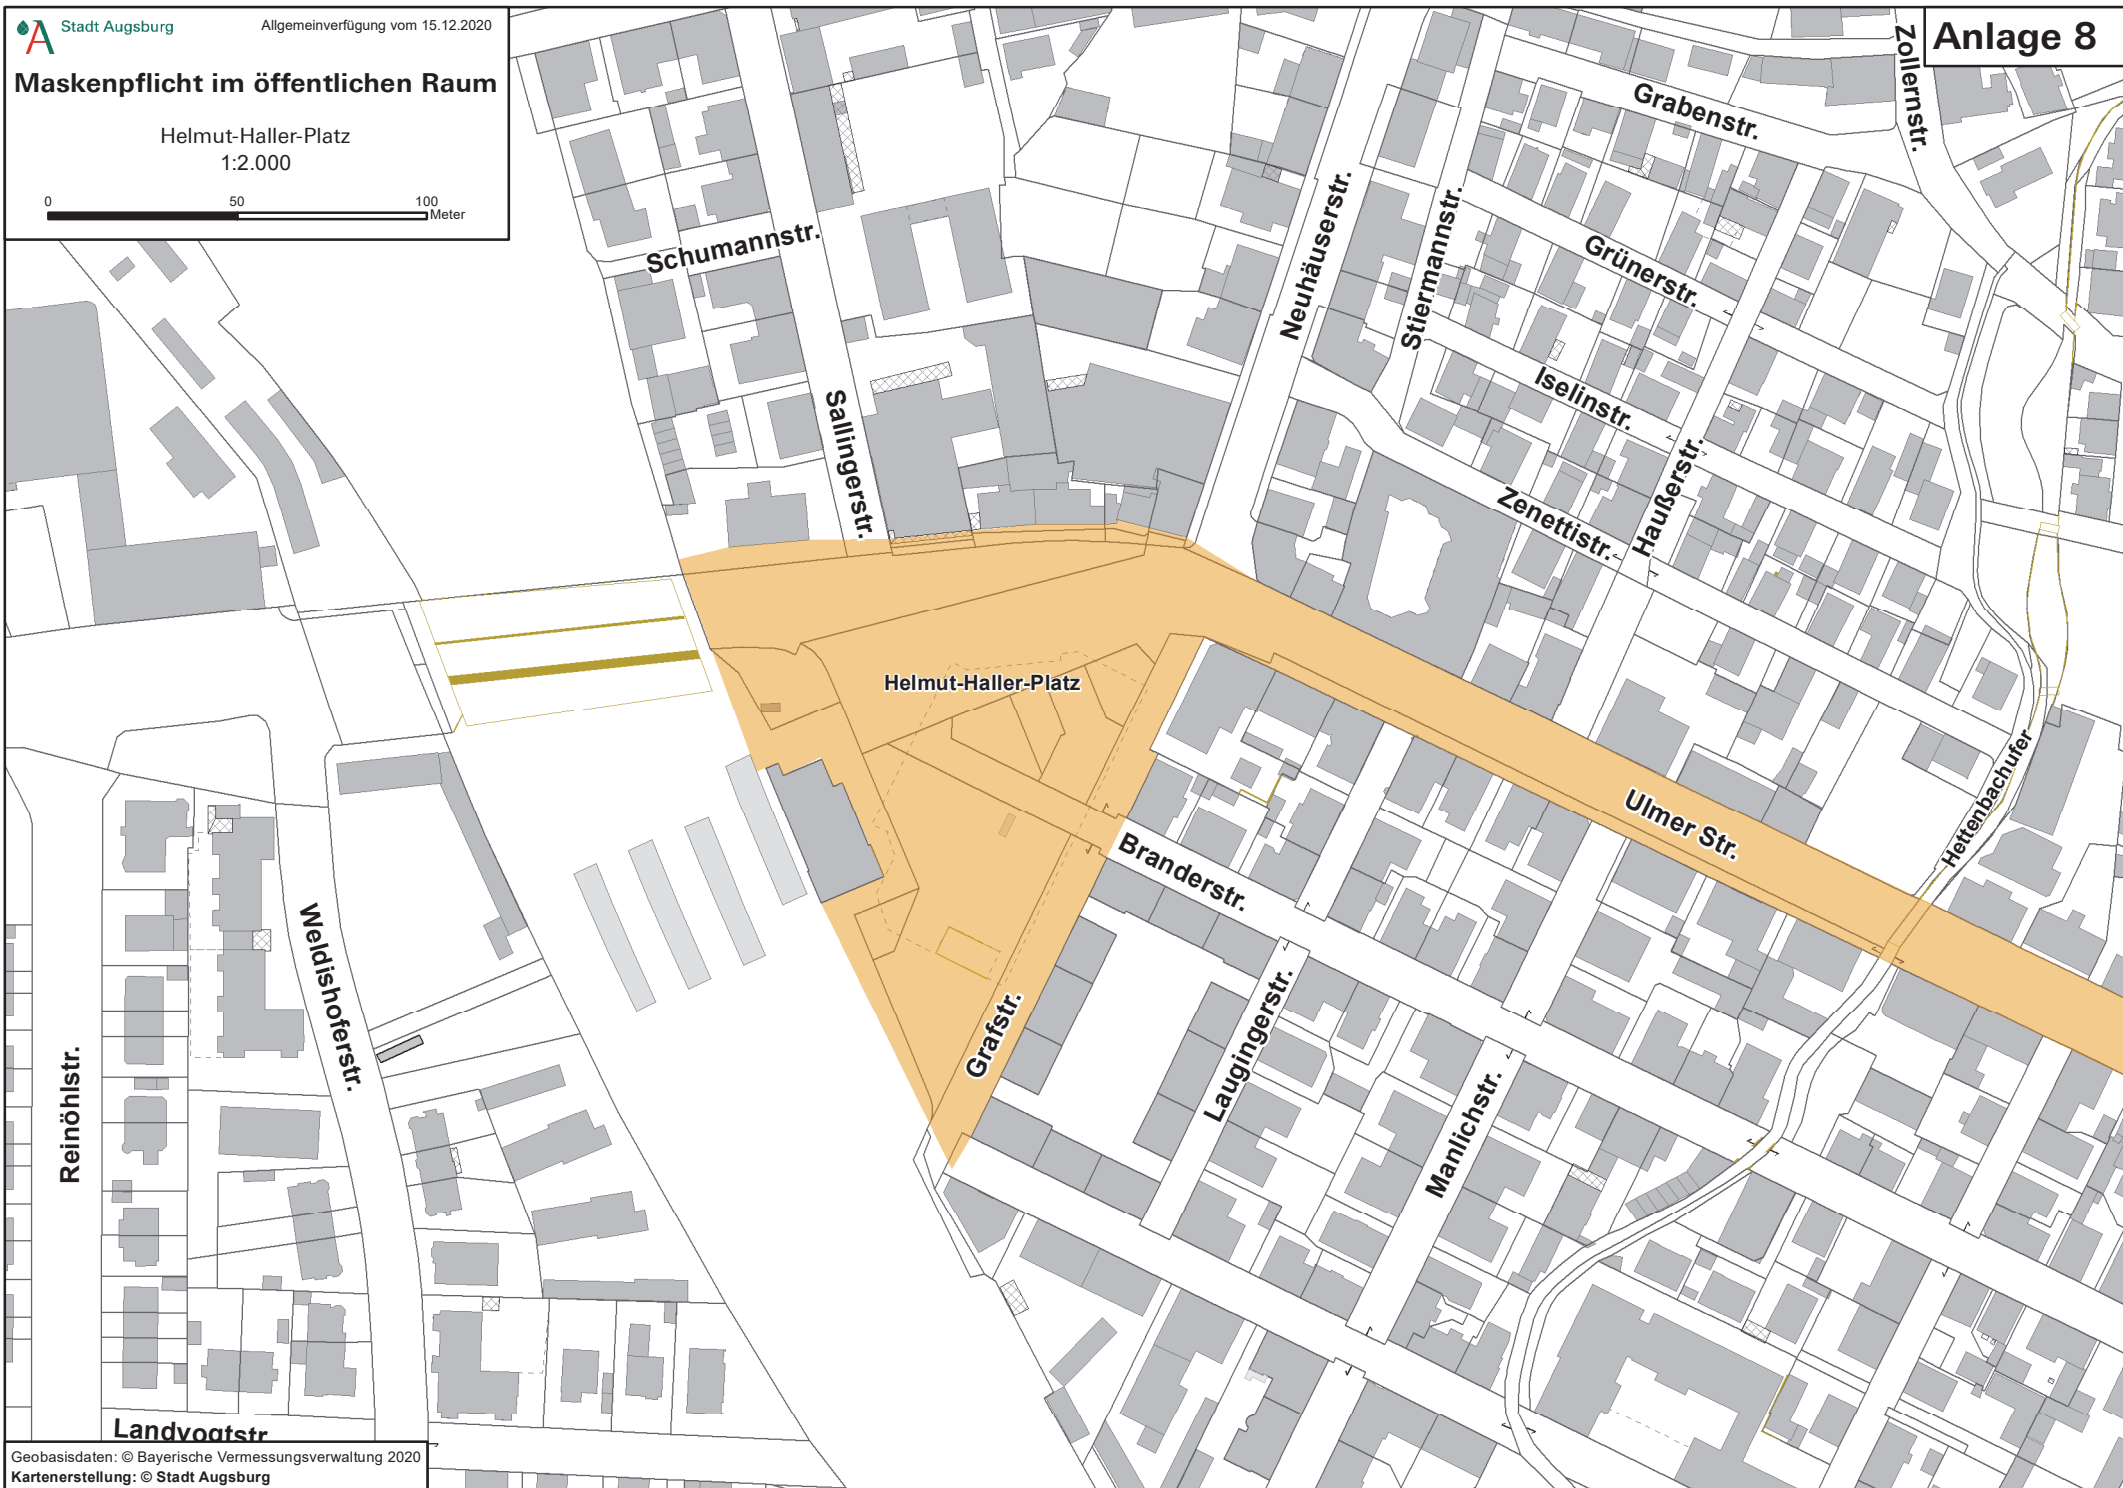 Stadt Augsburg
Allgemeinverfügung vom 15.12.2020
Maskenpflicht im öffentlichen Raum
Helmut-Haller-Platz
1:2.000
0 50 100
Meter
Anlage 8
Zollernstr.
Grabenstr.
Neuhäuserstr.
Stiermannstr.
Grünerstr.
Schumannstr.
Iselinstr.
Sallingerstr.
Haußerstr.
Zenettistr.
Helmut-Haller-Platz
Ulmer Str.
Hettenbachufer
Branderstr.
Weldishoferstr.
Grafstr.
Laugingerstr.
Manlichstr.
Reinöhlstr.
Landvogtstr.
Geobasisdaten: © Bayerische Vermessungsverwaltung 2020
Kartenerstellung: © Stadt Augsburg